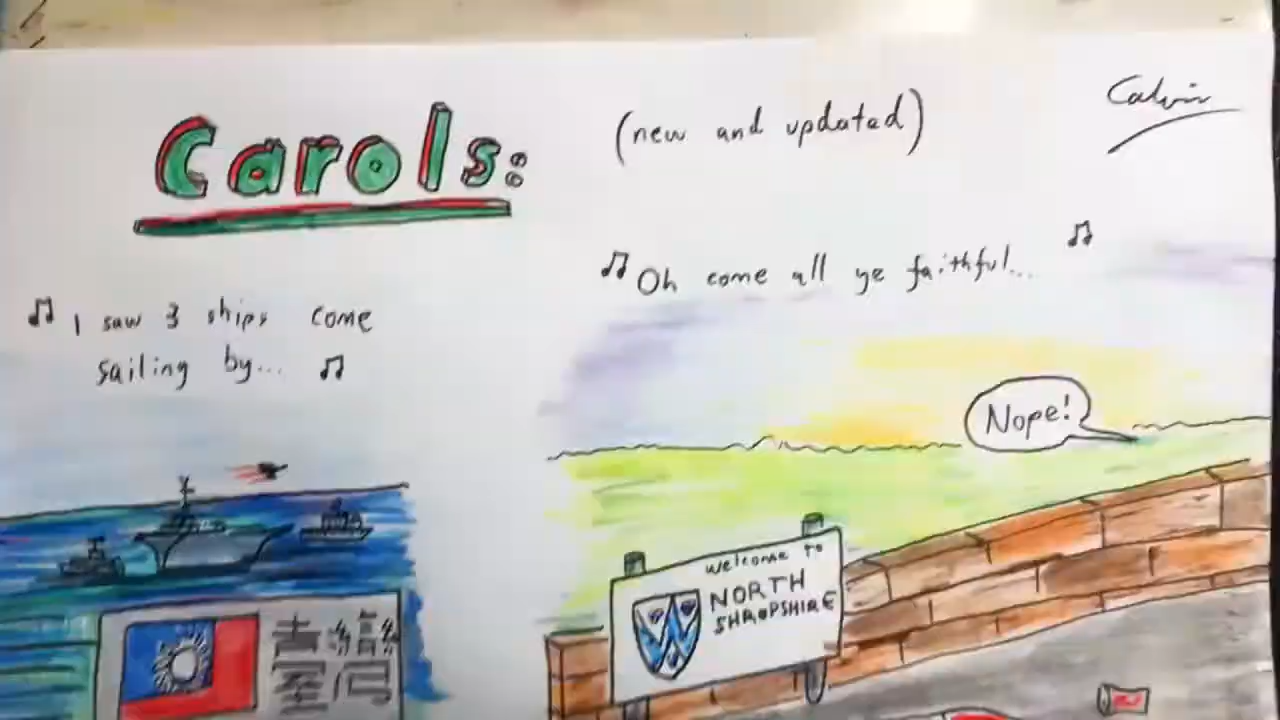 Carols:
(new and updated)
Calvin
♫ I saw 3 ships come
sailing by... ♫
♫ Oh come all ye faithful... ♫
Nope!
Welcome to
NORTH
SHROPSHIRE